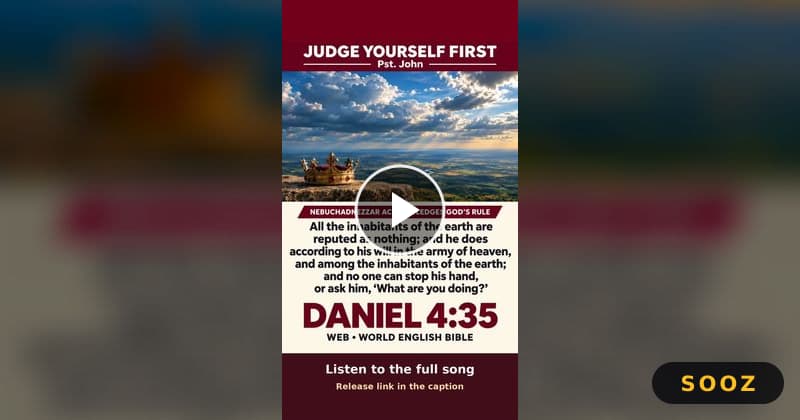 JUDGE YOURSELF FIRST
Pst. John
NEBUCHADNEZZAR ACKNOWLEDGES GOD'S RULE
All the inhabitants of the earth are
reputed as nothing; and he does
according to his will in the army of heaven,
and among the inhabitants of the earth;
and no one can stop his hand,
or ask him, ‘What are you doing?’
DANIEL 4:35
WEB • WORLD ENGLISH BIBLE
Listen to the full song
Release link in the caption
SOOZ